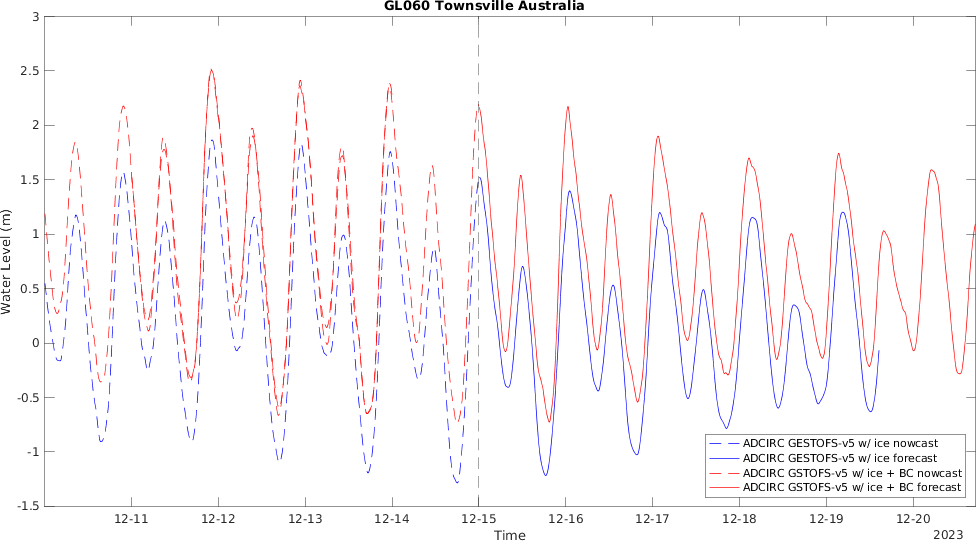 GL060 Townsville Australia
3
2.5
2
1.5
1
0.5
0
-0.5
-1
-1.5
Water Level (m)
ADCIRC GESTOFS-v5 w/ ice nowcast
ADCIRC GESTOFS-v5 w/ ice forecast
ADCIRC GSTOFS-v5 w/ ice + BC nowcast
ADCIRC GSTOFS-v5 w/ ice + BC forecast
12-11 12-12 12-13 12-14 12-15 12-16 12-17 12-18 12-19 12-20
Time
2023